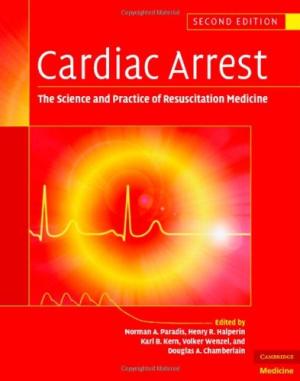 SECOND EDITION
Cardiac Arrest
The Science and Practice of Resuscitation Medicine
Edited by
Norman A. Paradis, Henry R. Halperin,
Karl B. Kern, Volker Wenzel, and
Douglas A. Chamberlain
CAMBRIDGE
Medicine